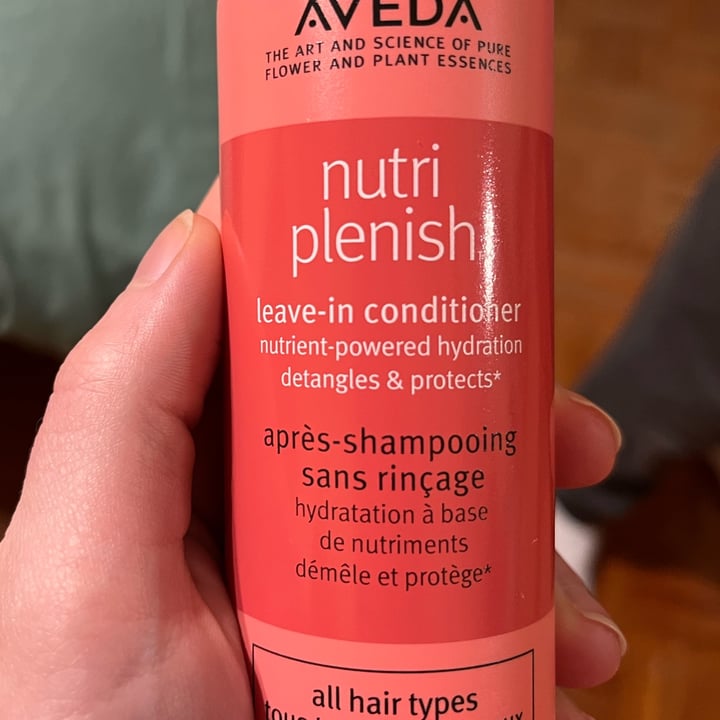 AVEDA
THE ART AND SCIENCE OF PURE
FLOWER AND PLANT ESSENCES
nutri
plenish
leave-in conditioner
nutrient-powered hydration
detangles & protects*
après-shampooing
sans rinçage
hydratation à base
de nutriments
démêle et protège*
all hair types